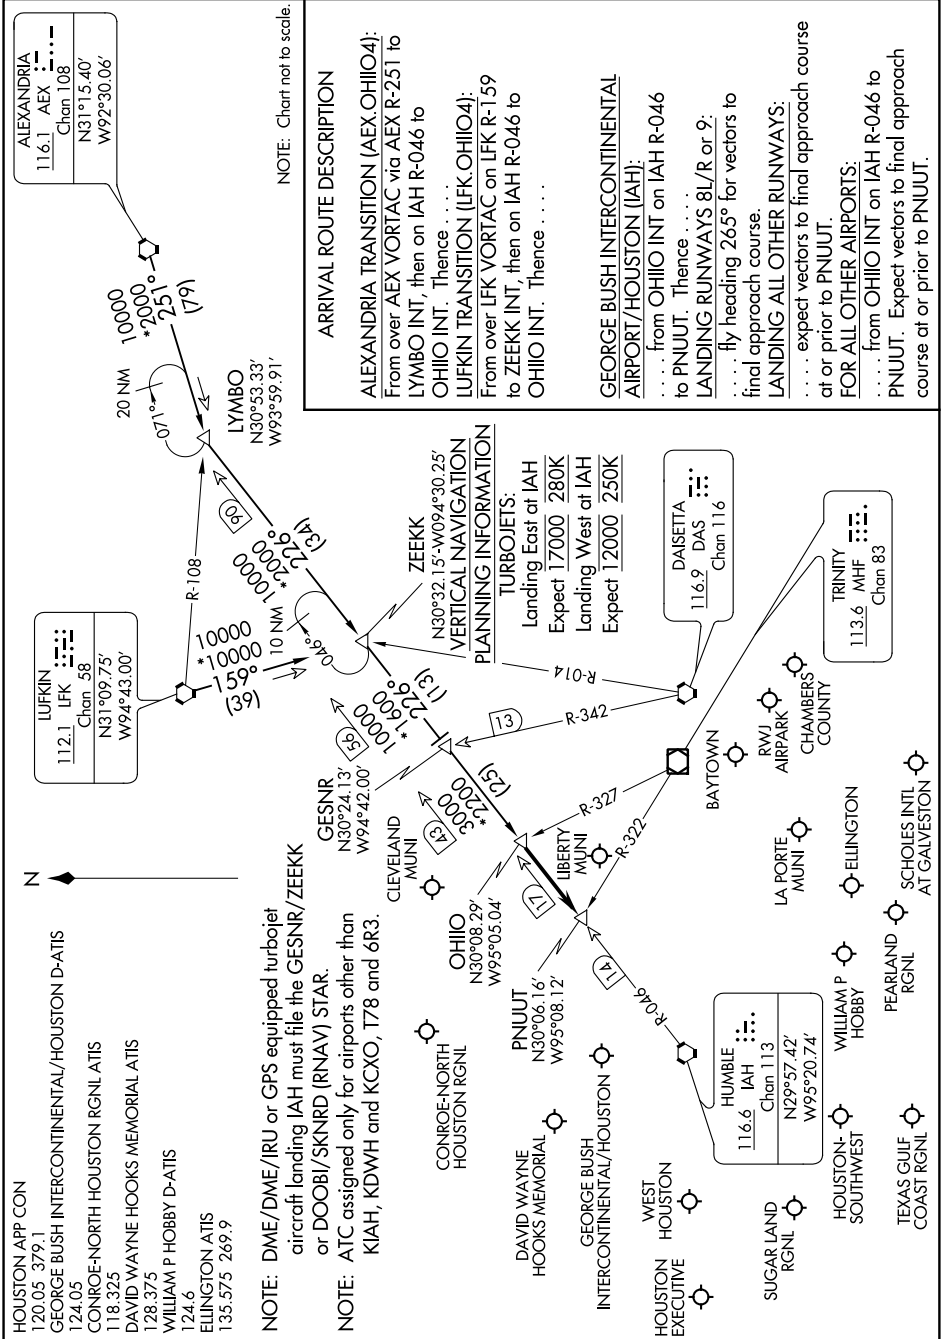 HOUSTON APP CON
120.05 379.1
GEORGE BUSH INTERCONTINENTAL/HOUSTON D-ATIS
124.05
CONROE-NORTH HOUSTON RGNL ATIS
118.325
DAVID WAYNE HOOKS MEMORIAL ATIS
128.375
WILLIAM P HOBBY D-ATIS
124.6
ELLINGTON ATIS
135.575 269.9
NOTE: DME/DME/IRU or GPS equipped turbojet
aircraft landing IAH must file the GESNR/ZEEKK
or DOOBI/SKNRD (RNAV) STAR.
NOTE: ATC assigned only for airports other than
KIAH, KDWH and KCXO, T78 and 6R3.
N
LUFKIN
112.1 LFK
Chan 58
N31°09.75'
W94°43.00'
ALEXANDRIA
116.1 AEX
Chan 108
N31°15.40'
W92°30.06'
NOTE: Chart not to scale.
10000
*2000
251°
(79)
20 NM
071°
LYMBO
N30°53.33'
W93°59.91'
R-108
90
10000
*2000
226°
(34)
10000
*10000
159°
(39)
10 NM
046°
ZEEKK
N30°32.15'-W094°30.25'
VERTICAL NAVIGATION
PLANNING INFORMATION
TURBOJETS:
Landing East at IAH
Expect 17000 280K
Landing West at IAH
Expect 12000 250K
56
10000
*1600
226°
(13)
GESNR
N30°24.13'
W94°42.00'
R-014
R-342
13
DAISETTA
116.9 DAS
Chan 116
43
3000
*2200
(25)
CLEVELAND
MUNI
OHIIO
N30°08.29'
W95°05.04'
R-327
LIBERTY
MUNI
17
R-322
TRINITY
113.6 MHF
Chan 83
PNUUT
N30°06.16'
W95°08.12'
14
R-046
HUMBLE
116.6 IAH
Chan 113
N29°57.42'
W95°20.74'
CONROE-NORTH
HOUSTON RGNL
DAVID WAYNE
HOOKS MEMORIAL
GEORGE BUSH
INTERCONTINENTAL/HOUSTON
WEST
HOUSTON
HOUSTON
EXECUTIVE
SUGAR LAND
RGNL
HOUSTON-
SOUTHWEST
TEXAS GULF
COAST RGNL
WILLIAM P
HOBBY
PEARLAND
RGNL
ELLINGTON
LA PORTE
MUNI
SCHOLES INTL
AT GALVESTON
BAYTOWN
RWJ
AIRPARK
CHAMBERS
COUNTY
ARRIVAL ROUTE DESCRIPTION
ALEXANDRIA TRANSITION (AEX.OHIIO4):
From over AEX VORTAC via AEX R-251 to
LYMBO INT, then on IAH R-046 to
OHIIO INT. Thence . . . .
LUFKIN TRANSITION (LFK.OHIIO4):
From over LFK VORTAC on LFK R-159
to ZEEKK INT, then on IAH R-046 to
OHIIO INT. Thence . . . .
GEORGE BUSH INTERCONTINENTAL
AIRPORT/HOUSTON (IAH):
. . . . from OHIIO INT on IAH R-046
to PNUUT. Thence . . . .
LANDING RUNWAYS 8L/R or 9:
. . . . fly heading 265° for vectors to
final approach course.
LANDING ALL OTHER RUNWAYS:
. . . . expect vectors to final approach course
at or prior to PNUUT.
FOR ALL OTHER AIRPORTS:
. . . . from OHIIO INT on IAH R-046 to
PNUUT. Expect vectors to final approach
course at or prior to PNUUT.